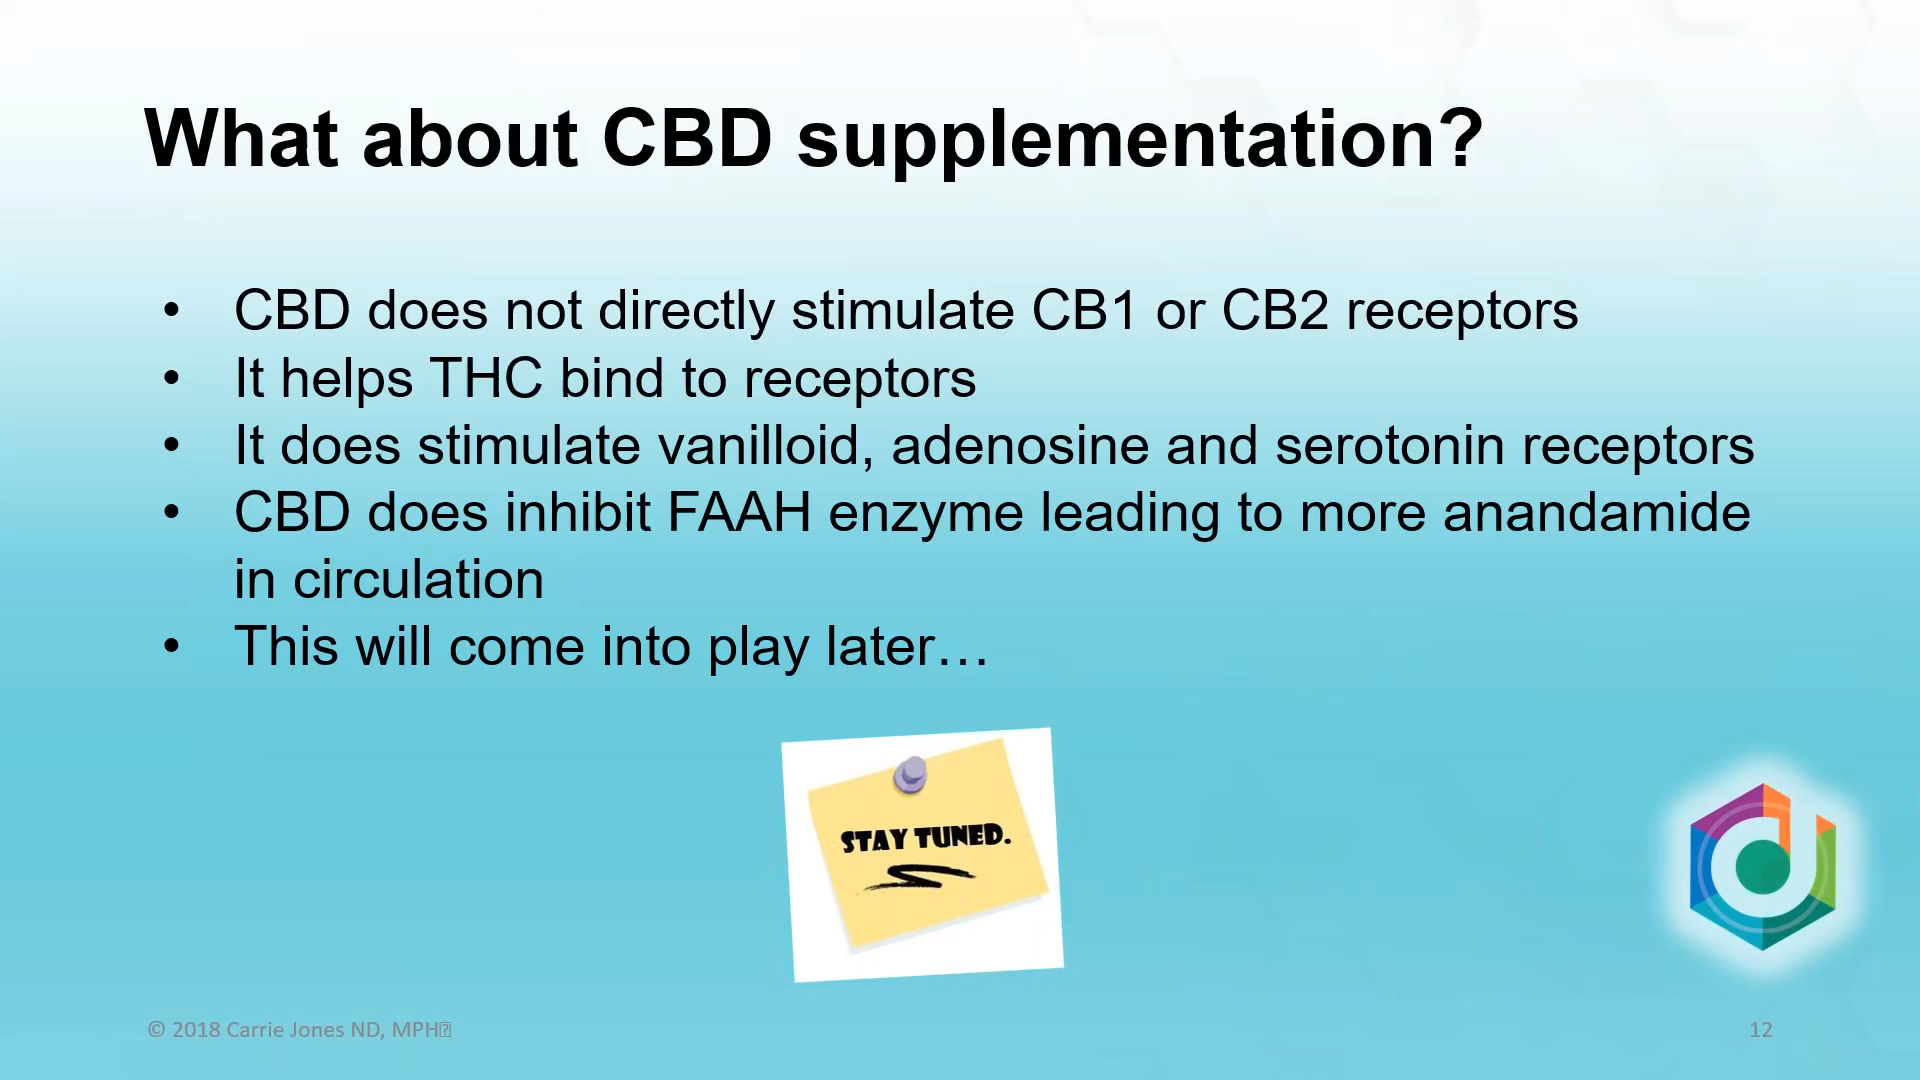 What about CBD supplementation?
• CBD does not directly stimulate CB1 or CB2 receptors
• It helps THC bind to receptors
• It does stimulate vanilloid, adenosine and serotonin receptors
• CBD does inhibit FAAH enzyme leading to more anandamide
in circulation
• This will come into play later…
STAY TUNED.
© 2018 Carrie Jones ND, MPH
12